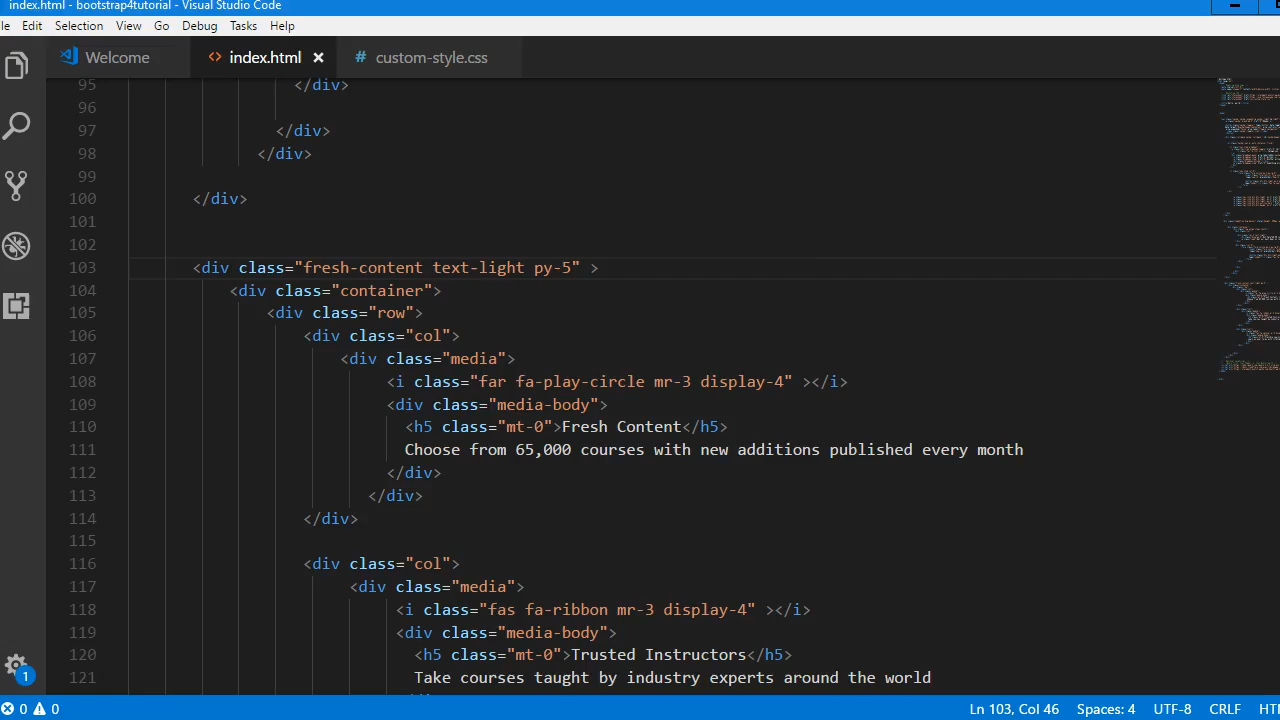 index.html - bootstrap4tutorial - Visual Studio Code
le Edit Selection View Go Debug Tasks Help
Welcome <> index.html × # custom-style.css
95 </div>
96
97 </div>
98 </div>
99
100 </div>
101
102
103 <div class="fresh-content text-light py-5" >
104 <div class="container">
105 <div class="row">
106 <div class="col">
107 <div class="media">
108 <i class="far fa-play-circle mr-3 display-4" ></i>
109 <div class="media-body">
110 <h5 class="mt-0">Fresh Content</h5>
111 Choose from 65,000 courses with new additions published every month
112 </div>
113 </div>
114 </div>
115
116 <div class="col">
117 <div class="media">
118 <i class="fas fa-ribbon mr-3 display-4" ></i>
119 <div class="media-body">
120 <h5 class="mt-0">Trusted Instructors</h5>
121 Take courses taught by industry experts around the world
1
0 0 Ln 103, Col 46 Spaces: 4 UTF-8 CRLF HT